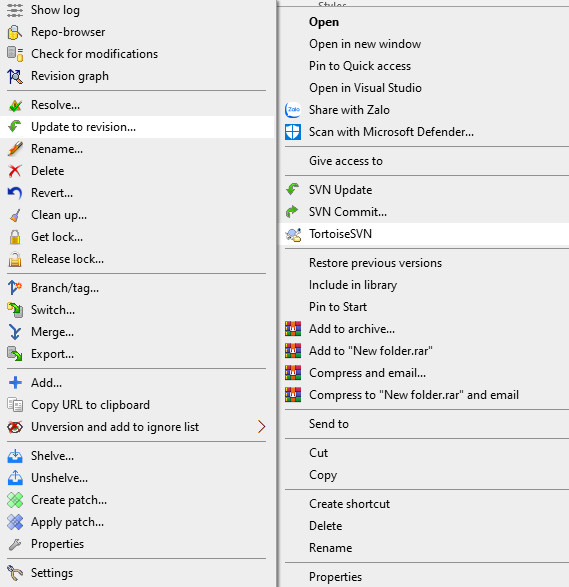 Show log
Repo-browser
Check for modifications
Revision graph
Resolve...
Update to revision...
Rename...
Delete
Revert...
Clean up...
Get lock...
Release lock...
Branch/tag...
Switch...
Merge...
Export...
Add...
Copy URL to clipboard
Unversion and add to ignore list
Shelve...
Unshelve...
Create patch...
Apply patch...
Properties
Settings
Styles
Open
Open in new window
Pin to Quick access
Open in Visual Studio
Zalo
Share with Zalo
Scan with Microsoft Defender...
Give access to
SVN Update
SVN Commit...
TortoiseSVN
Restore previous versions
Include in library
Pin to Start
Add to archive...
Add to "New folder.rar"
Compress and email...
Compress to "New folder.rar" and email
Send to
Cut
Copy
Create shortcut
Delete
Rename
Properties